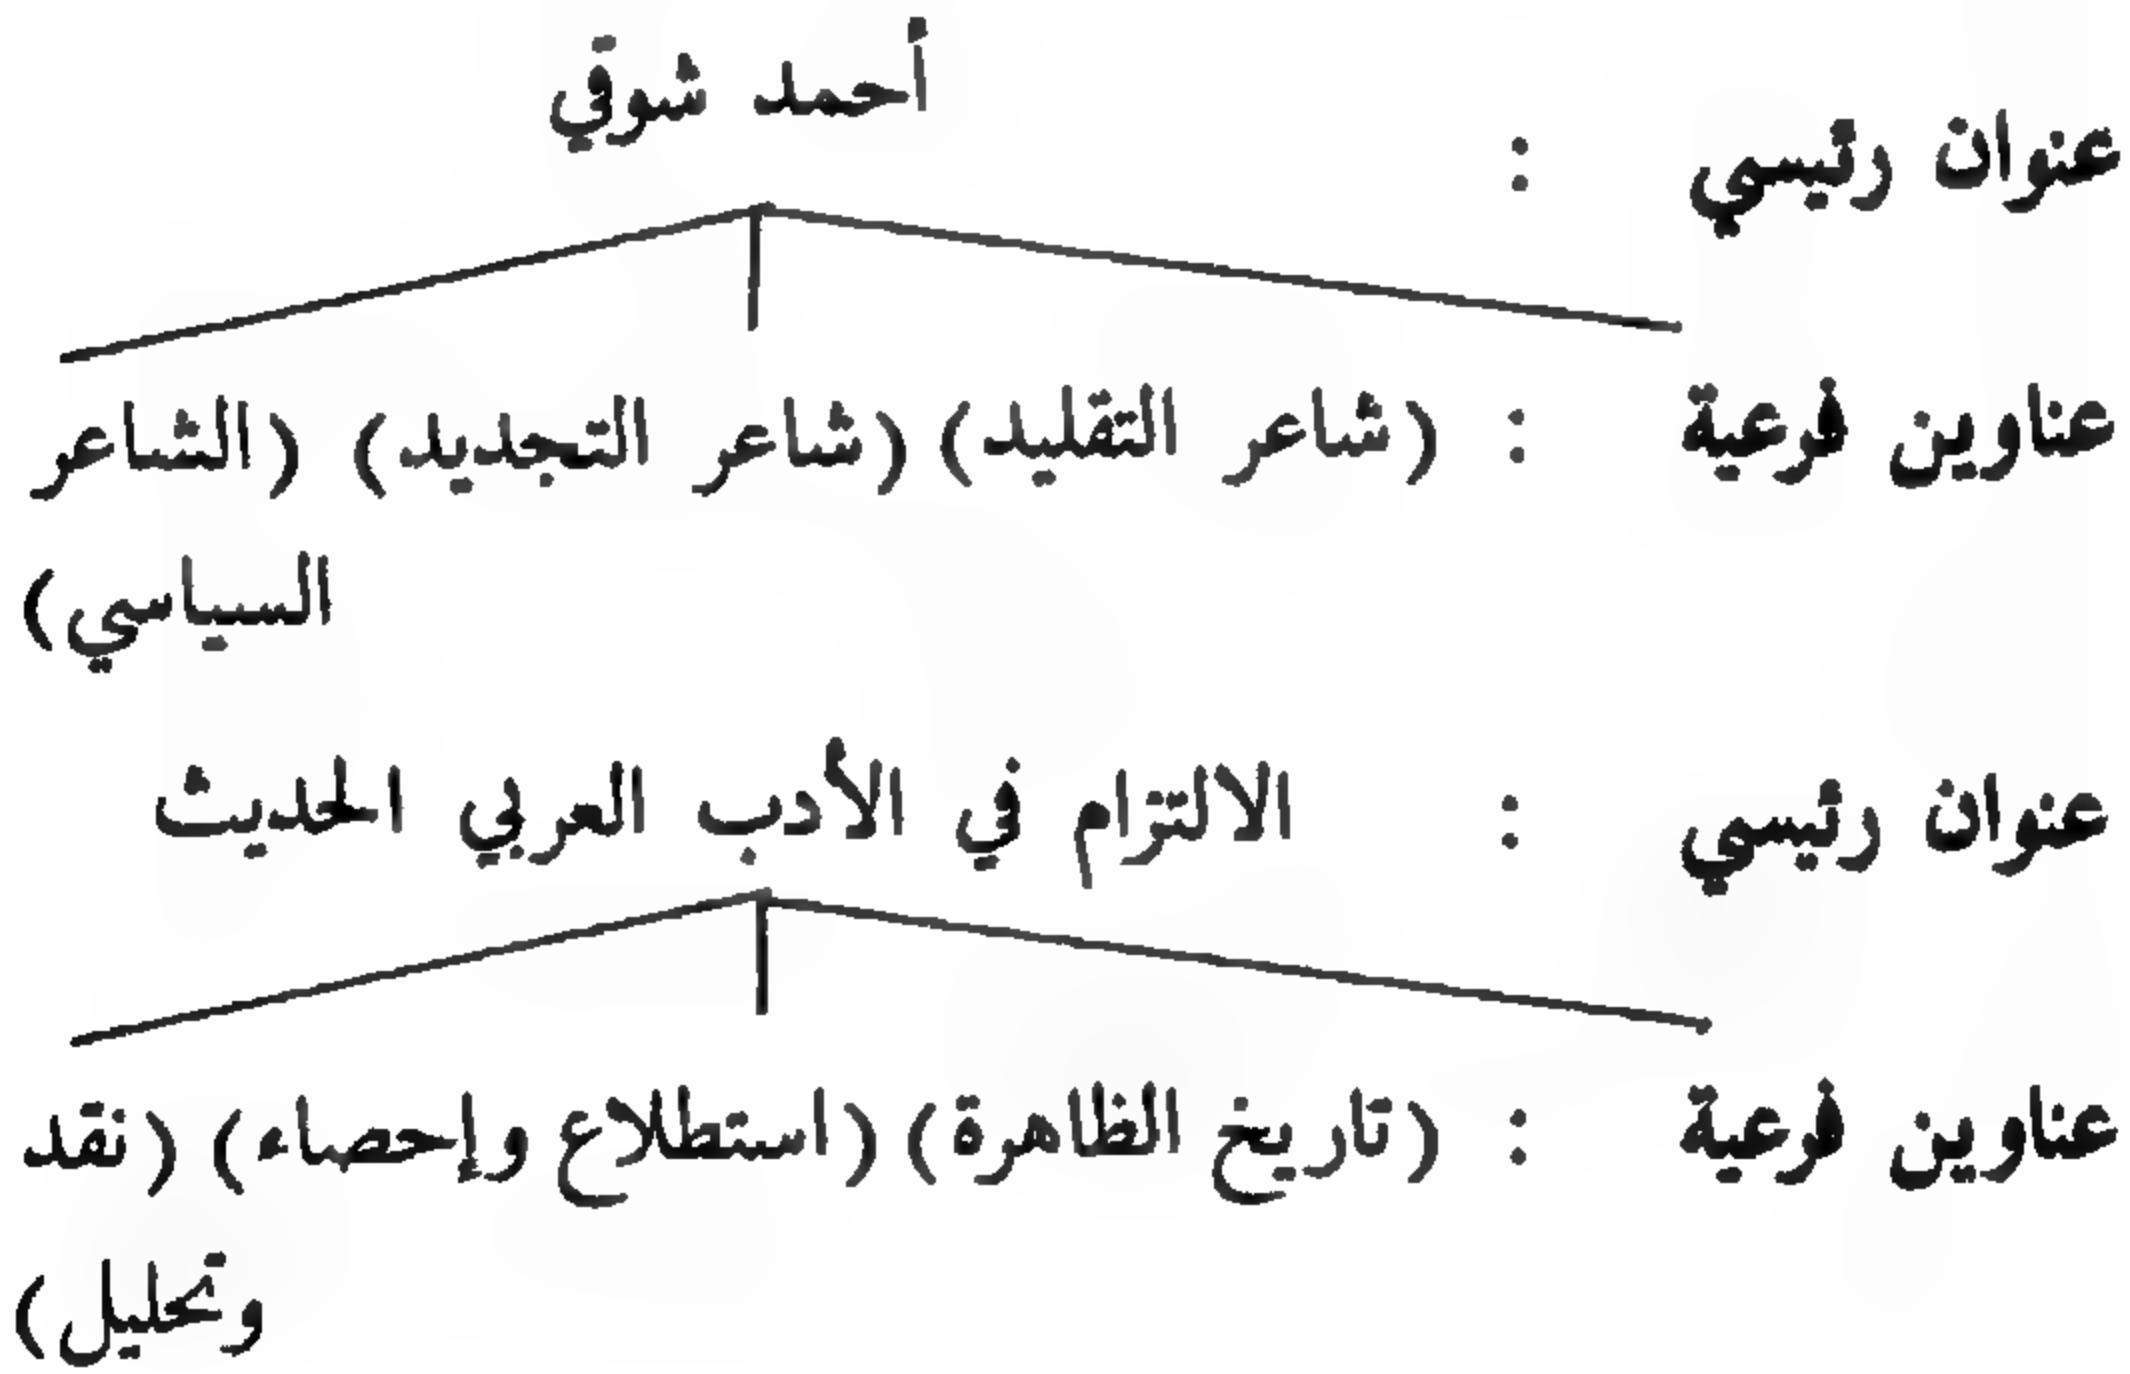 عنوان رئيسي : أحمد شوقي
عناوين فرعية : (شاعر التقليد) (شاعر التجديد) (الشاعر
السياسي)
عنوان رئيسي : الالتزام في الأدب العربي الحديث
عناوين فرعية : (تاريخ الظاهرة) (استطلاع وإحصاء) (نقد
وتحليل)